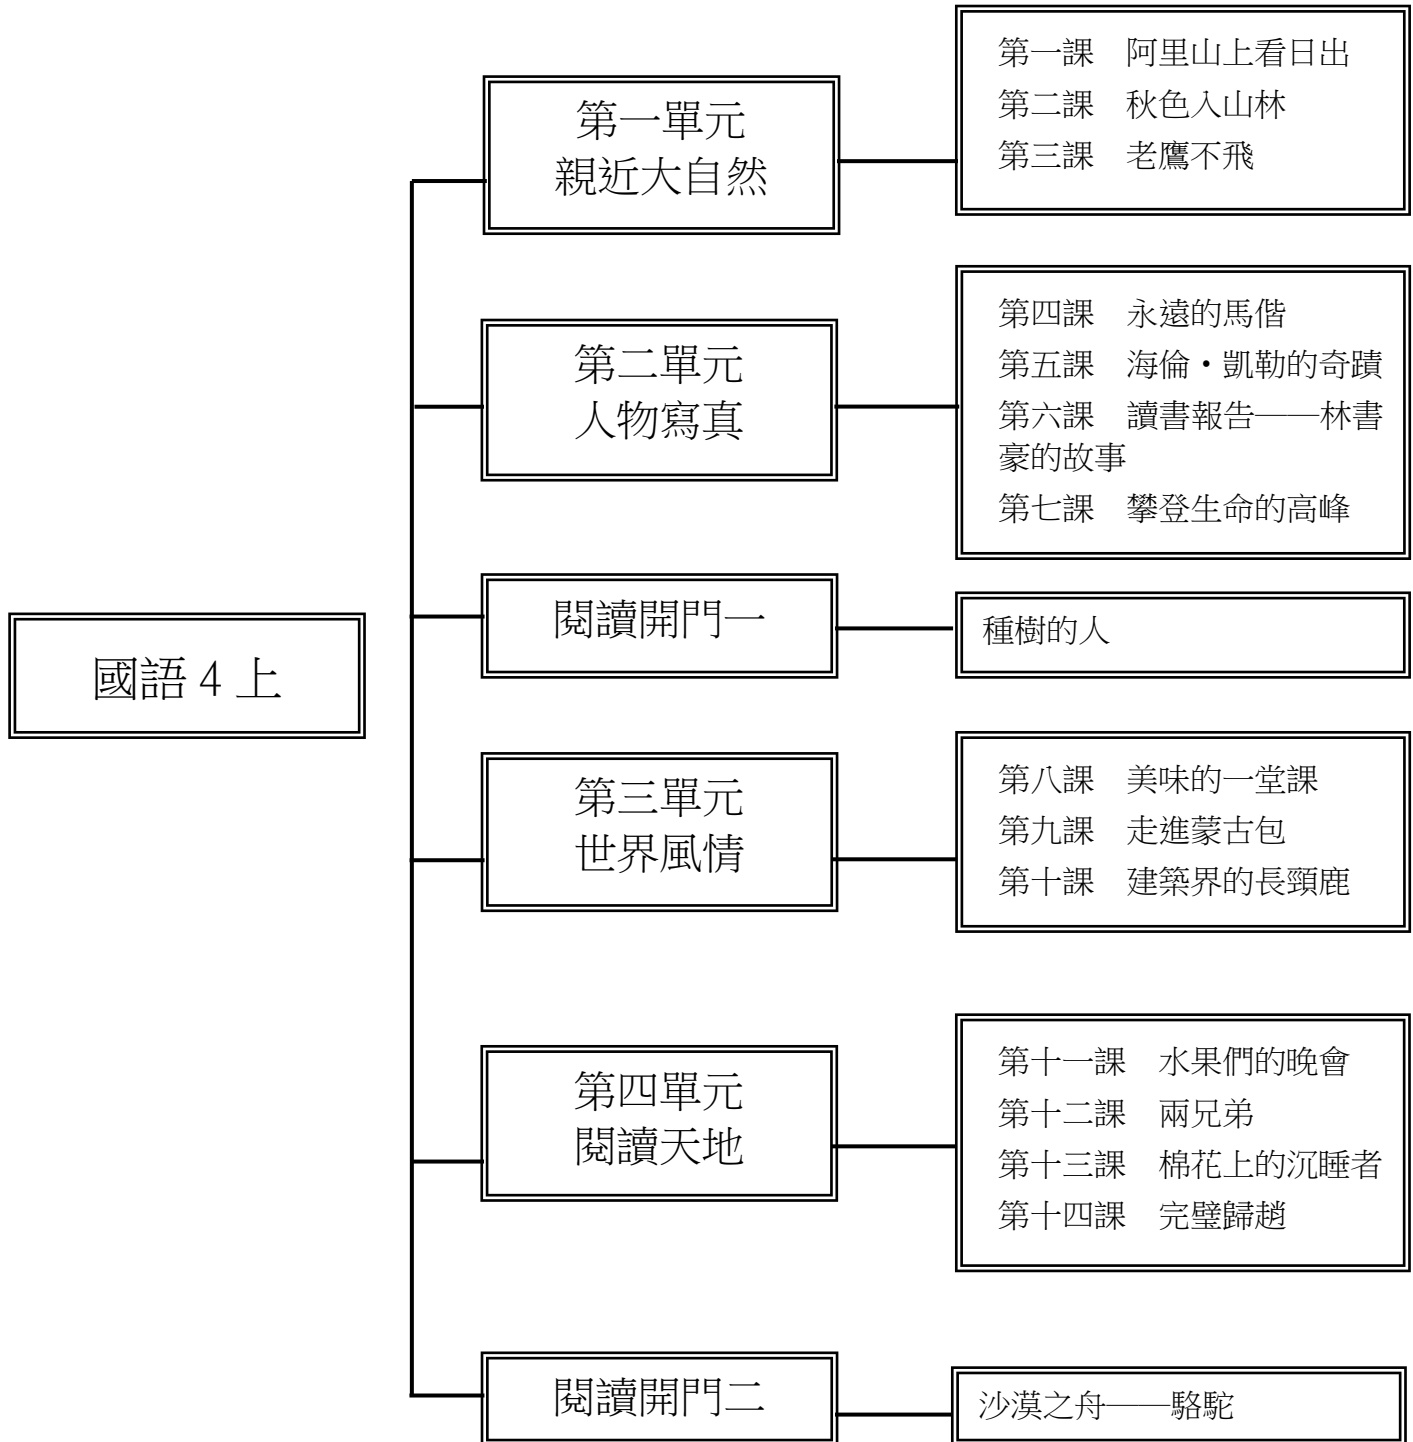 國語 4 上
第一單元
親近大自然
第一課　阿里山上看日出
第二課　秋色入山林
第三課　老鷹不飛
第二單元
人物寫真
第四課　永遠的馬偕
第五課　海倫・凱勒的奇蹟
第六課　讀書報告——林書
豪的故事
第七課　攀登生命的高峰
閱讀開門一
種樹的人
第三單元
世界風情
第八課　美味的一堂課
第九課　走進蒙古包
第十課　建築界的長頸鹿
第四單元
閱讀天地
第十一課　水果們的晚會
第十二課　兩兄弟
第十三課　棉花上的沉睡者
第十四課　完璧歸趙
閱讀開門二
沙漠之舟——駱駝